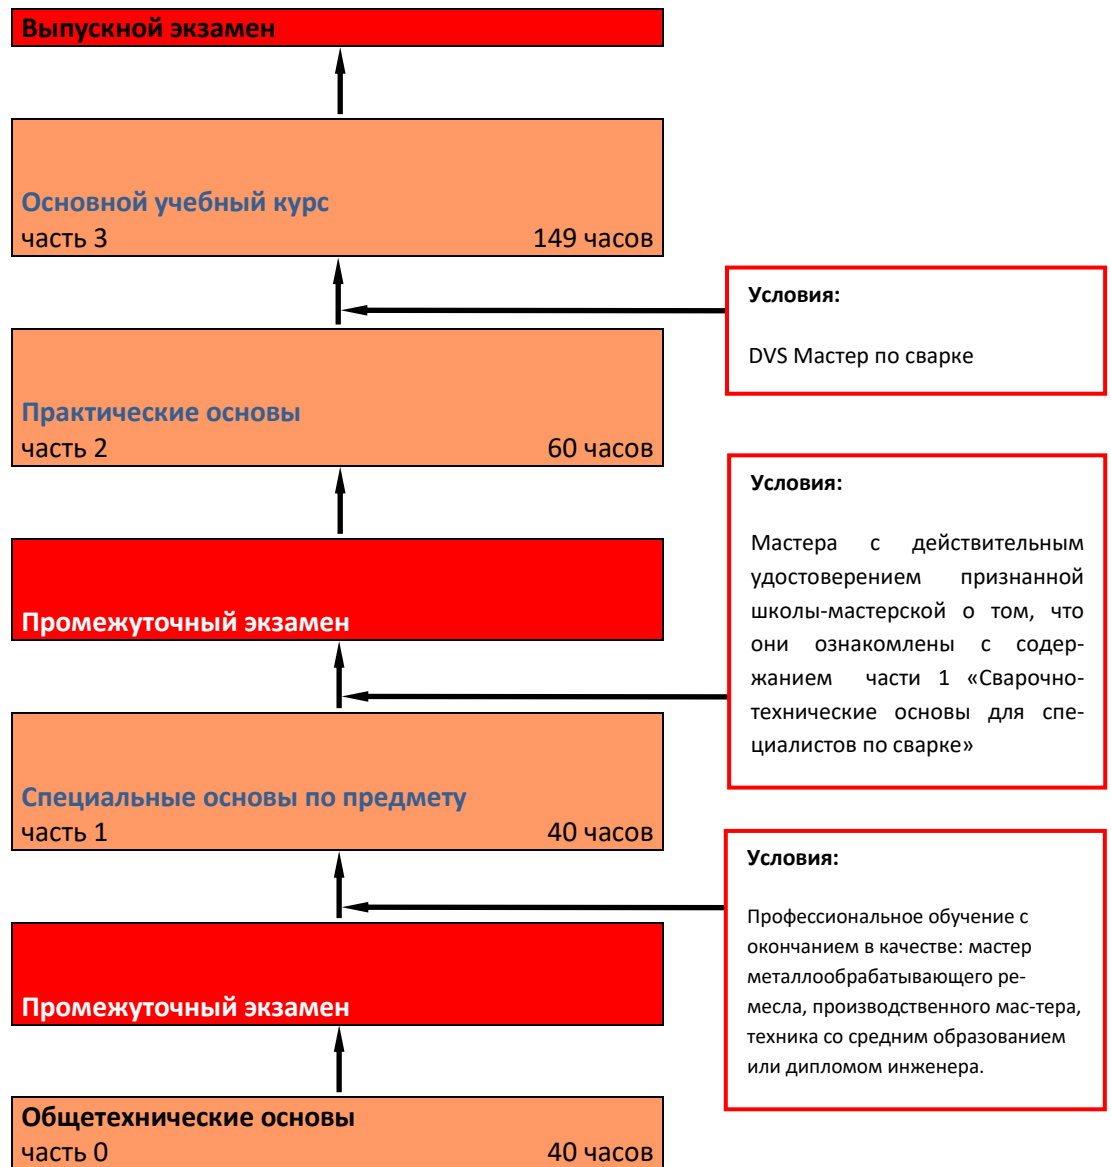 Выпускной экзамен
Основной учебный курс
часть 3 149 часов
Условия:
DVS Мастер по сварке
Практические основы
часть 2 60 часов
Условия:
Мастера с действительным
удостоверением признанной
школы-мастерской о том, что
они ознакомлены с содер-
жанием части 1 «Сварочно-
технические основы для спе-
циалистов по сварке»
Промежуточный экзамен
Специальные основы по предмету
часть 1 40 часов
Условия:
Профессиональное обучение с
окончанием в качестве: мастер
металлообрабатывающего ре-
месла, производственного мас-тера,
техника со средним образованием
или дипломом инженера.
Промежуточный экзамен
Общетехнические основы
часть 0 40 часов